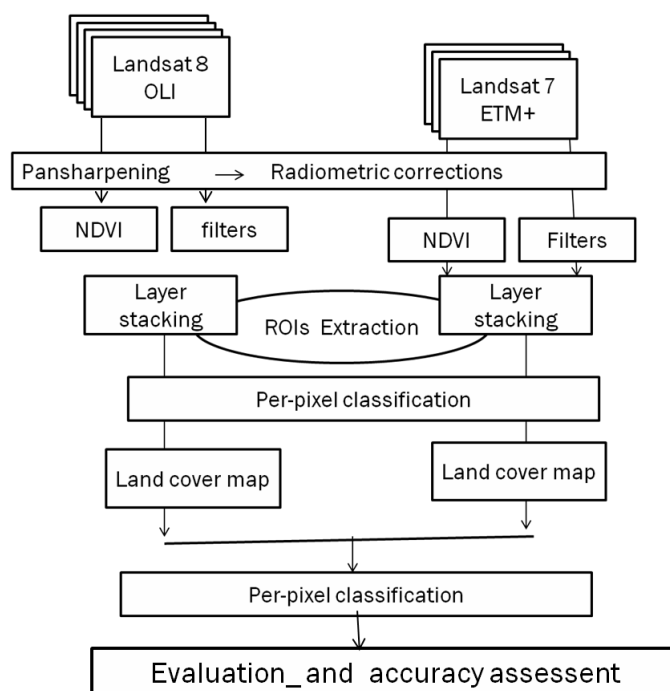 Landsat 8
OLI
Landsat 7
ETM+
Pansharpening → Radiometric corrections
NDVI
filters
NDVI
Filters
Layer
stacking
ROIs Extraction
Layer
stacking
Per-pixel classification
Land cover map
Land cover map
Per-pixel classification
Evaluation_ and accuracy assessent